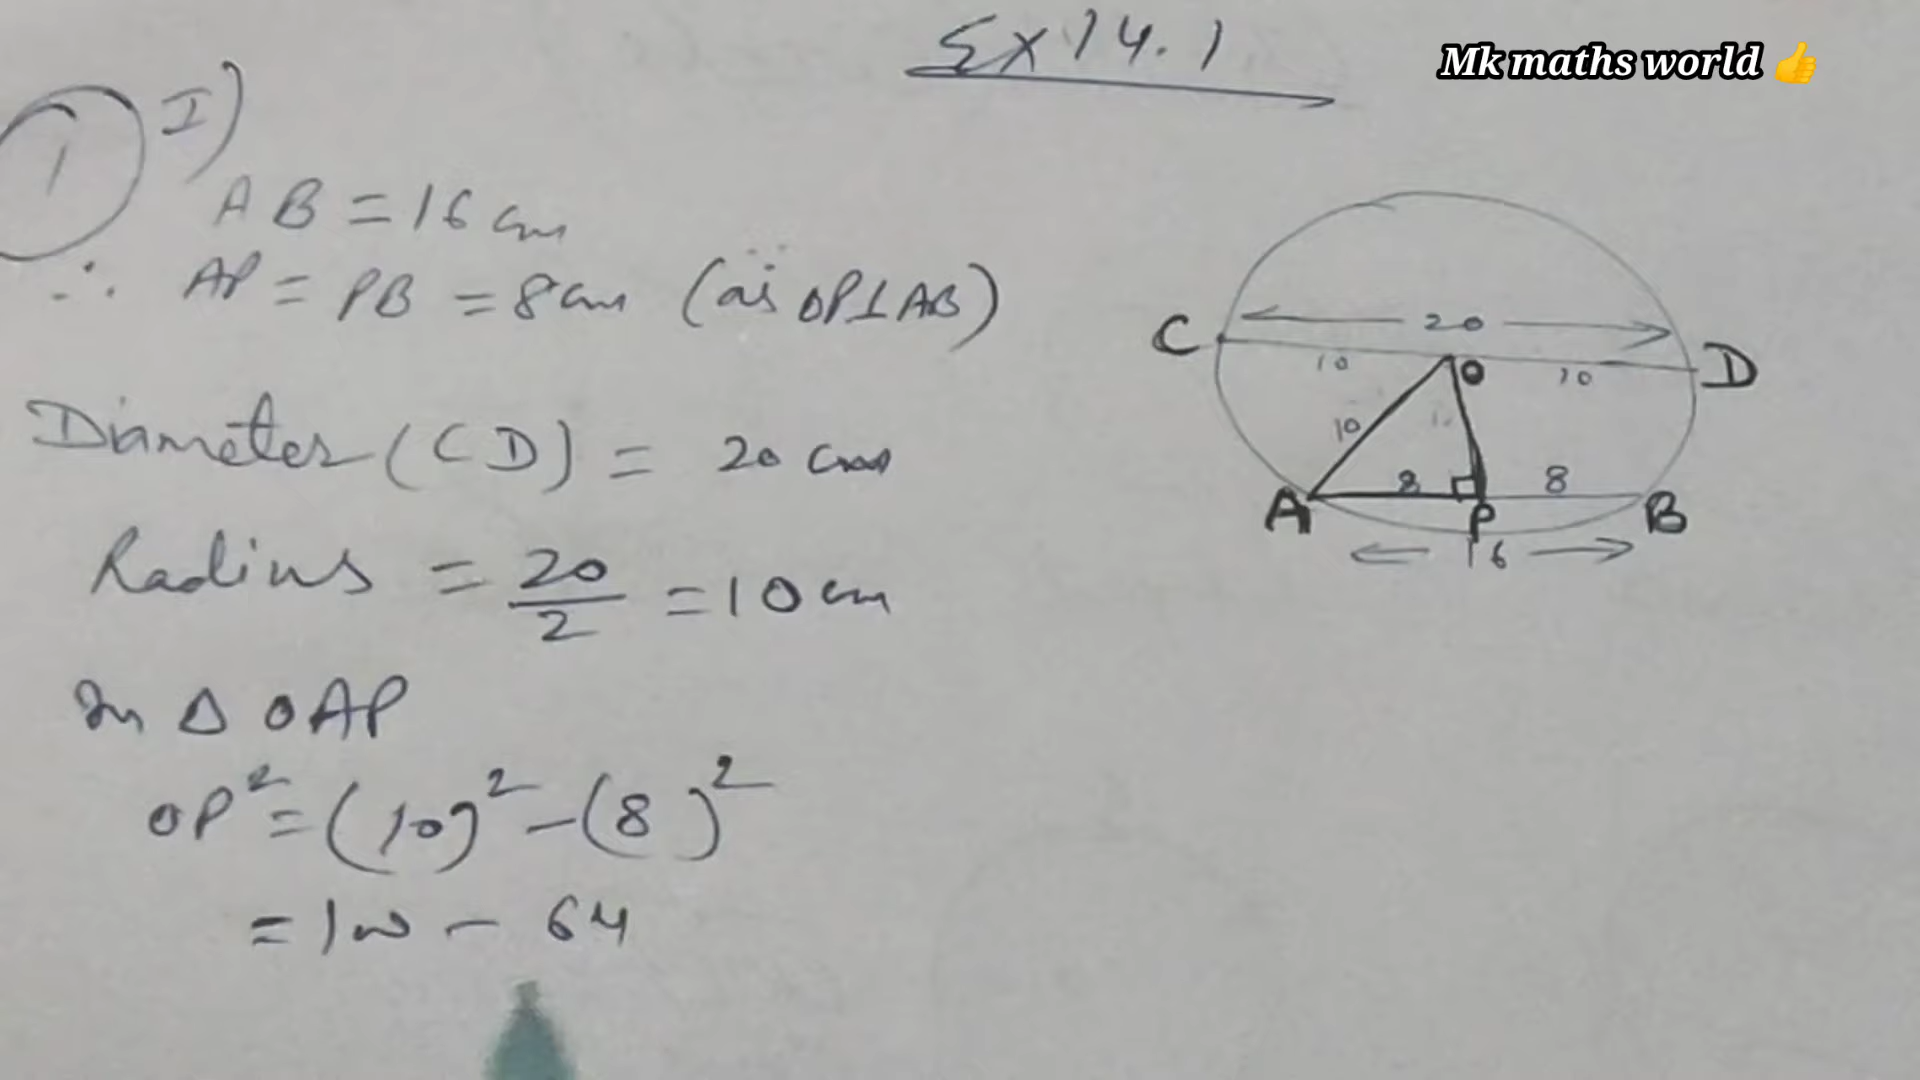 Ex 14.1
Mk maths world 👍
1 I)
AB = 16 cm
∴ AP = PB = 8 cm (as OP⊥AB)
Diameter (CD) = 20 cm
Radius = 20/2 = 10 cm
In Δ OAP
OP² = (10)² - (8)²
= 100 - 64
20
C 10 O 10 D
10
8 8
A P B
16